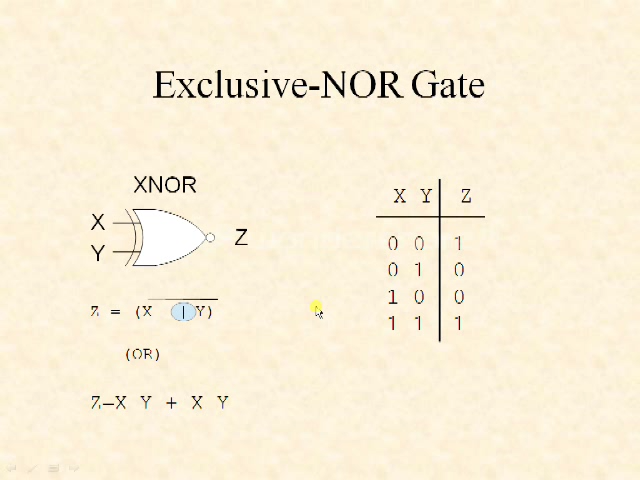 Exclusive-NOR Gate
XNOR
X
Y
Z
Z = (X | Y)
(OR)
Z=X Y + X Y
X Y Z
0 0 1
0 1 0
1 0 0
1 1 1